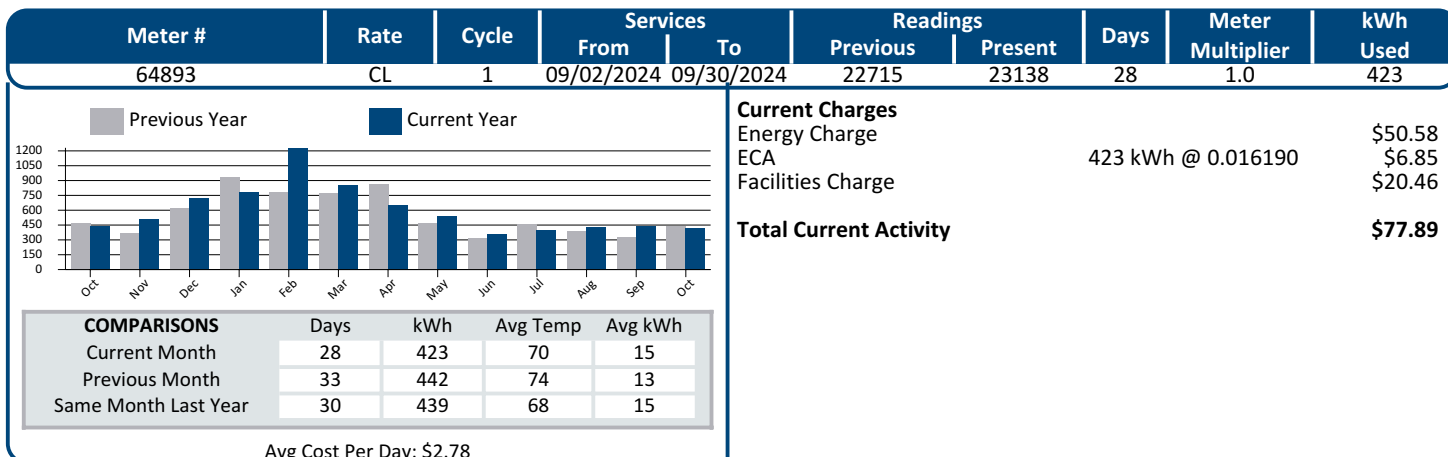 Meter # Rate Cycle Services Readings Days Meter kWh
From To Previous Present Multiplier Used
64893 CL 1 09/02/2024 09/30/2024 22715 23138 28 1.0 423
Previous Year Current Year
1200
1050
900
750
600
450
300
150
0
Oct Nov Dec Jan Feb Mar Apr May Jun Jul Aug Sep Oct
COMPARISONS Days kWh Avg Temp Avg kWh
Current Month 28 423 70 15
Previous Month 33 442 74 13
Same Month Last Year 30 439 68 15
Avg Cost Per Day: $2.78
Current Charges
Energy Charge $50.58
ECA 423 kWh @ 0.016190 $6.85
Facilities Charge $20.46
Total Current Activity $77.89